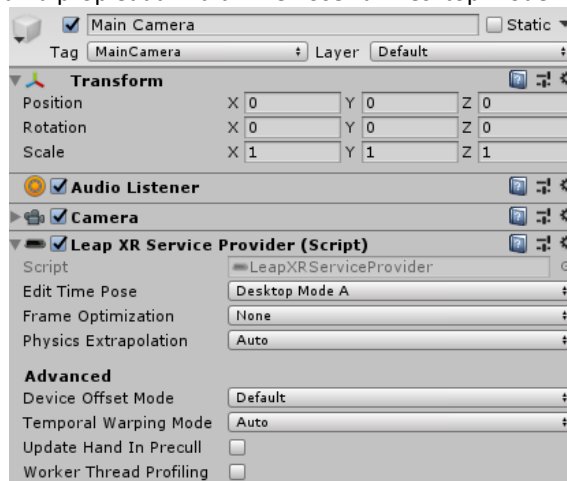 Main Camera Static
Tag MainCamera Layer Default
Transform
Position X 0 Y 0 Z 0
Rotation X 0 Y 0 Z 0
Scale X 1 Y 1 Z 1
Audio Listener
Camera
Leap XR Service Provider (Script)
Script LeapXRServiceProvider
Edit Time Pose Desktop Mode A
Frame Optimization None
Physics Extrapolation Auto
Advanced
Device Offset Mode Default
Temporal Warping Mode Auto
Update Hand In Precull
Worker Thread Profiling